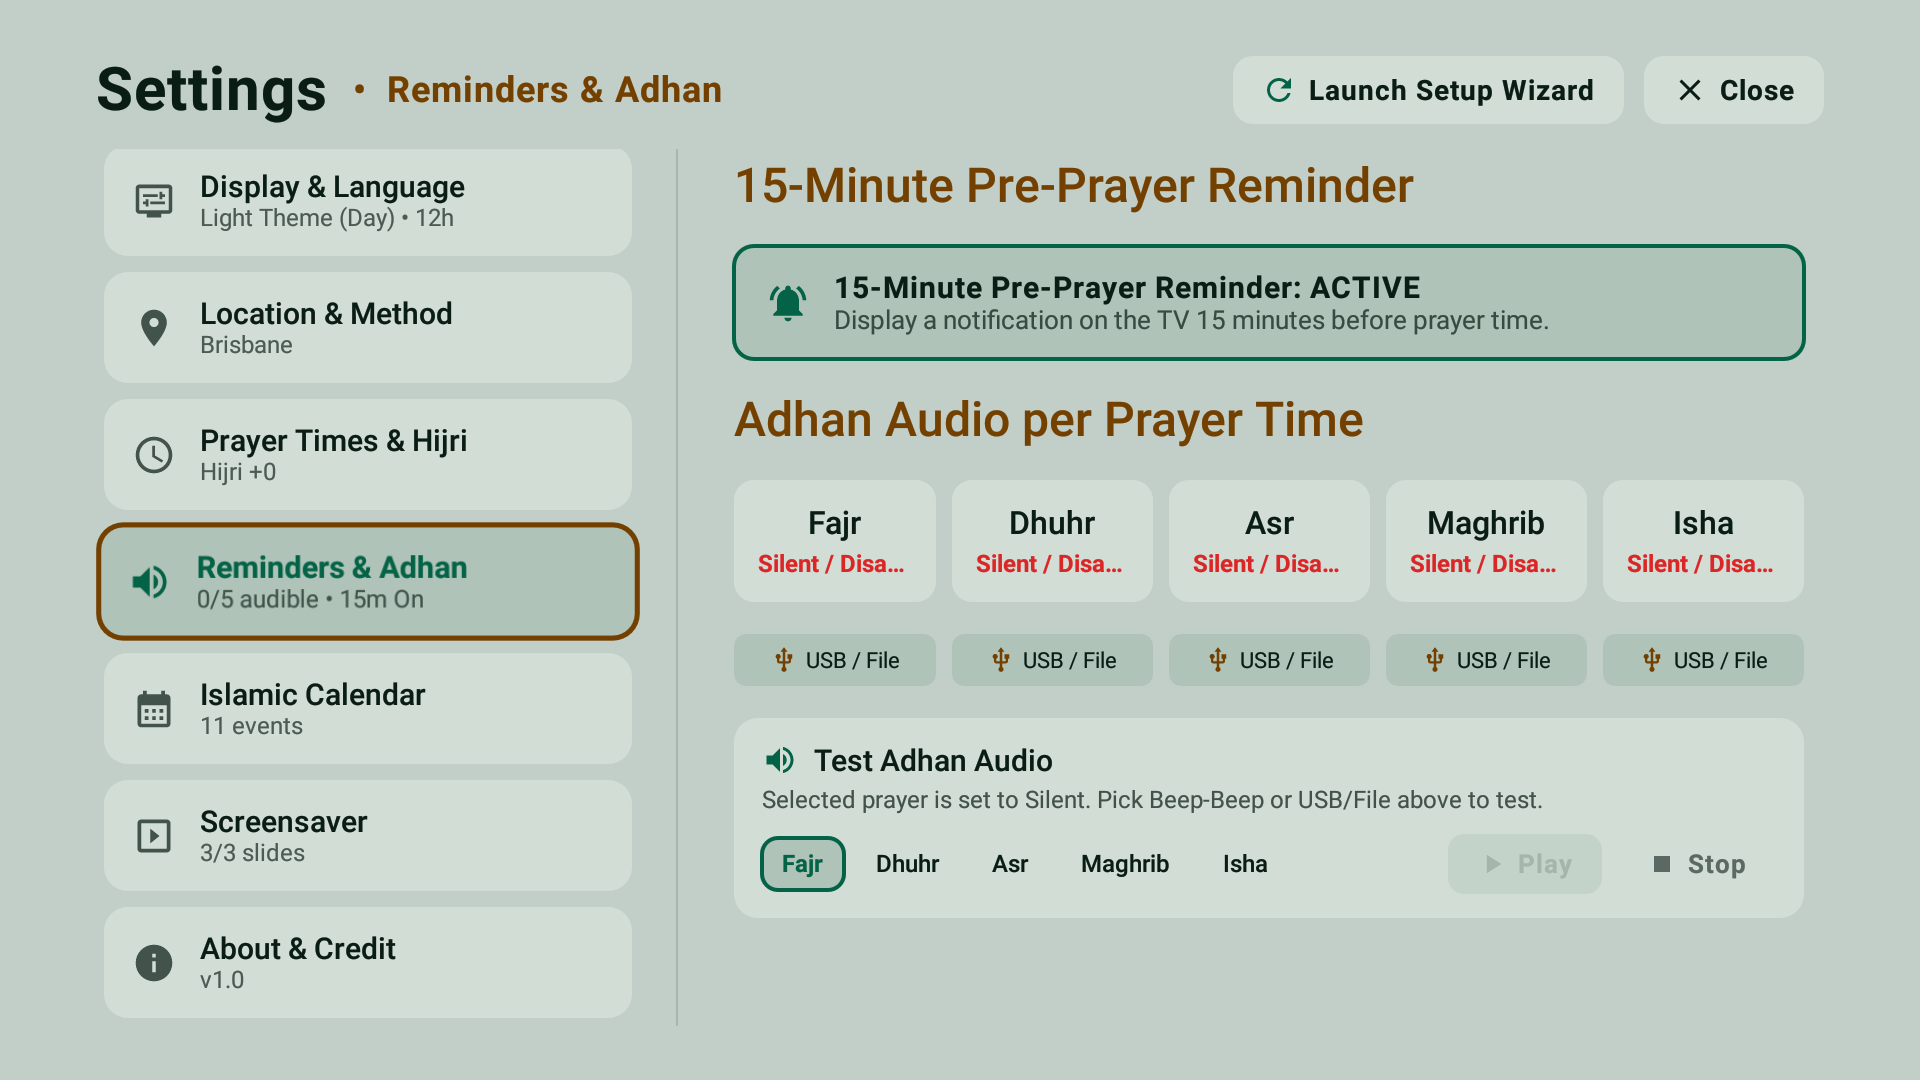 Settings • Reminders & Adhan
Launch Setup Wizard
Close
Display & Language
Light Theme (Day) • 12h
Location & Method
Brisbane
Prayer Times & Hijri
Hijri +0
Reminders & Adhan
0/5 audible • 15m On
Islamic Calendar
11 events
Screensaver
3/3 slides
About & Credit
v1.0
15-Minute Pre-Prayer Reminder
15-Minute Pre-Prayer Reminder: ACTIVE
Display a notification on the TV 15 minutes before prayer time.
Adhan Audio per Prayer Time
Fajr
Silent / Disa...
Dhuhr
Silent / Disa...
Asr
Silent / Disa...
Maghrib
Silent / Disa...
Isha
Silent / Disa...
USB / File
USB / File
USB / File
USB / File
USB / File
Test Adhan Audio
Selected prayer is set to Silent. Pick Beep-Beep or USB/File above to test.
Fajr
Dhuhr
Asr
Maghrib
Isha
Play
Stop